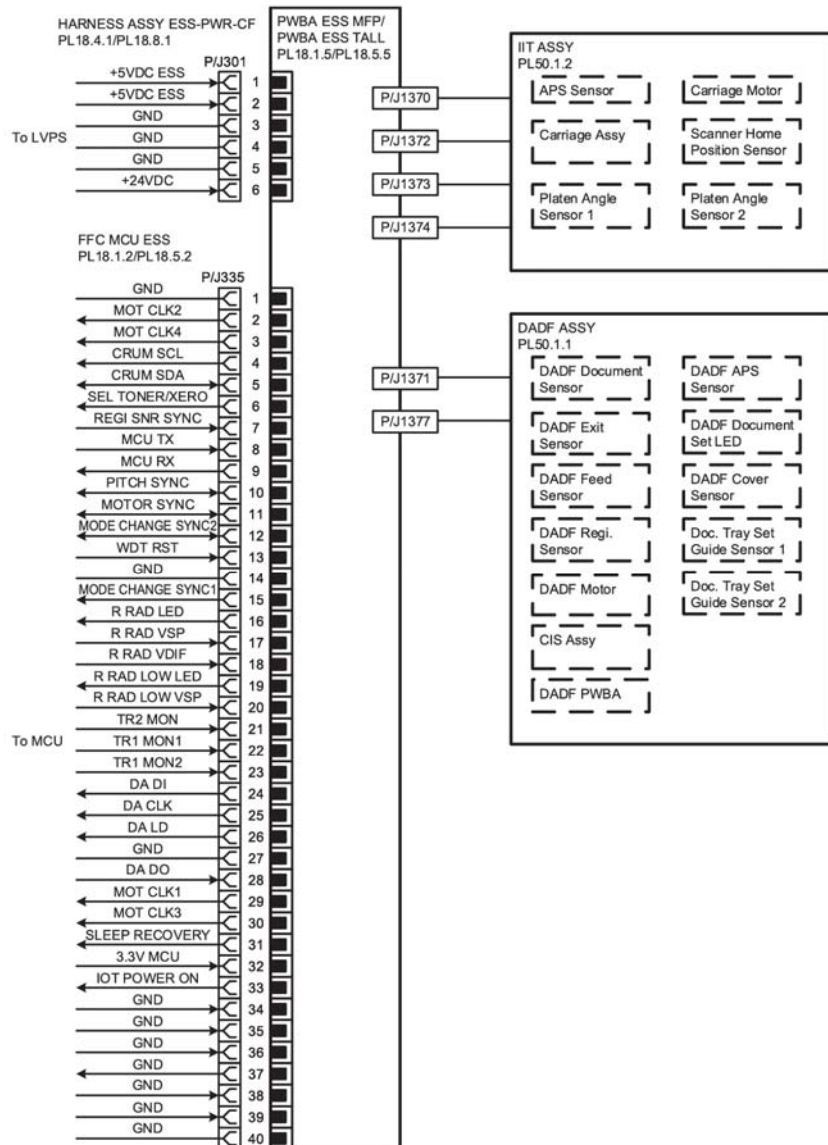 HARNESS ASSY ESS-PWR-CF
PL18.4.1/PL18.8.1
P/J301
+5VDC ESS 1
+5VDC ESS 2
GND 3
GND 4
GND 5
+24VDC 6
To LVPS
FFC MCU ESS
PL18.1.2/PL18.5.2
P/J335
GND 1
MOT CLK2 2
MOT CLK4 3
CRUM SCL 4
CRUM SDA 5
SEL TONER/XERO 6
REGI SNR SYNC 7
MCU TX 8
MCU RX 9
PITCH SYNC 10
MOTOR SYNC 11
MODE CHANGE SYNC2 12
WDT RST 13
GND 14
MODE CHANGE SYNC1 15
R RAD LED 16
R RAD VSP 17
R RAD VDIF 18
R RAD LOW LED 19
R RAD LOW VSP 20
TR2 MON 21
TR1 MON1 22
TR1 MON2 23
DA DI 24
DA CLK 25
DA LD 26
GND 27
DA DO 28
MOT CLK1 29
MOT CLK3 30
SLEEP RECOVERY 31
3.3V MCU 32
IOT POWER ON 33
GND 34
GND 35
GND 36
GND 37
GND 38
GND 39
GND 40
To MCU
PWBA ESS MFP/
PWBA ESS TALL
PL18.1.5/PL18.5.5
P/J1370
P/J1372
P/J1373
P/J1374
P/J1371
P/J1377
IIT ASSY
PL50.1.2
APS Sensor
Carriage Motor
Carriage Assy
Scanner Home
Position Sensor
Platen Angle
Sensor 1
Platen Angle
Sensor 2
DADF ASSY
PL50.1.1
DADF Document
Sensor
DADF APS
Sensor
DADF Exit
Sensor
DADF Document
Set LED
DADF Feed
Sensor
DADF Cover
Sensor
DADF Regi.
Sensor
Doc. Tray Set
Guide Sensor 1
DADF Motor
Doc. Tray Set
Guide Sensor 2
CIS Assy
DADF PWBA